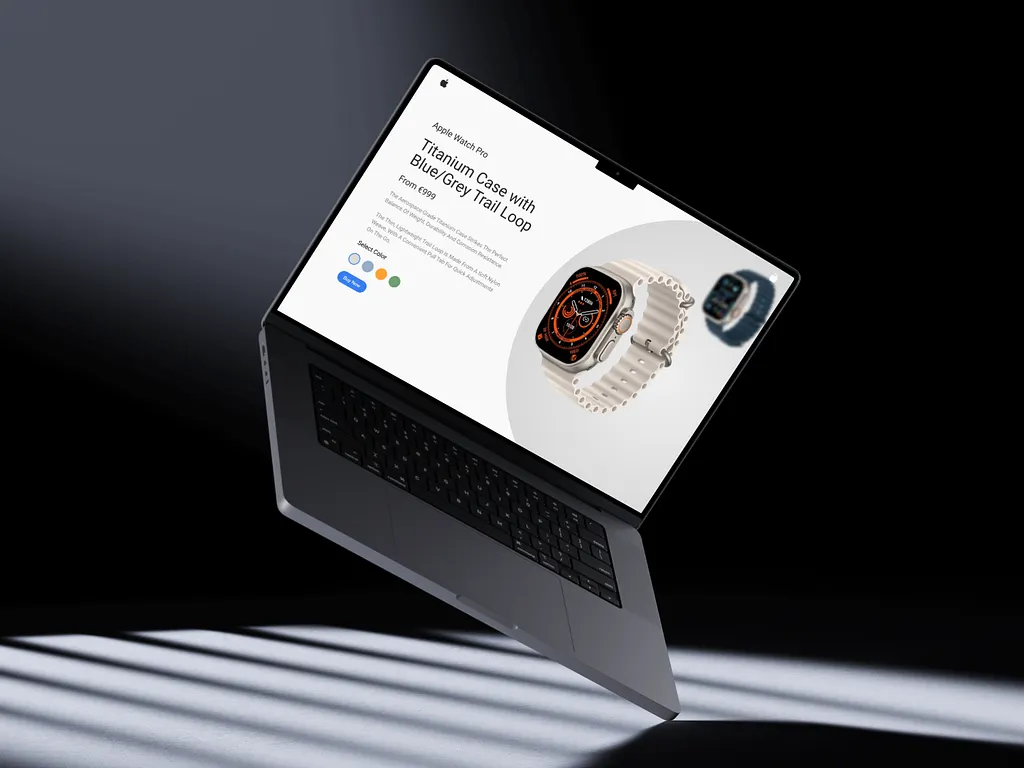 Apple Watch Pro
Titanium Case with
Blue/Grey Trail Loop
From €999
The Aerospace-Grade Titanium Case Strikes The Perfect
Balance Of Weight, Durability And Corrosion Resistance
The Thin, Lightweight Trail Loop Is Made From A Soft Nylon
Weave, With A Convenient Pull Tab For Quick Adjustments
On The Go.
Select Color
Buy Now